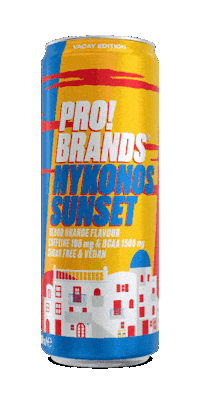 VACAY EDITION
PRO!
BRANDS
MYKONOS
SUNSET
BLOOD ORANGE FLAVOUR
CAFFEINE 180 mg & BCAA 1500 mg
SUGAR FREE & VEGAN